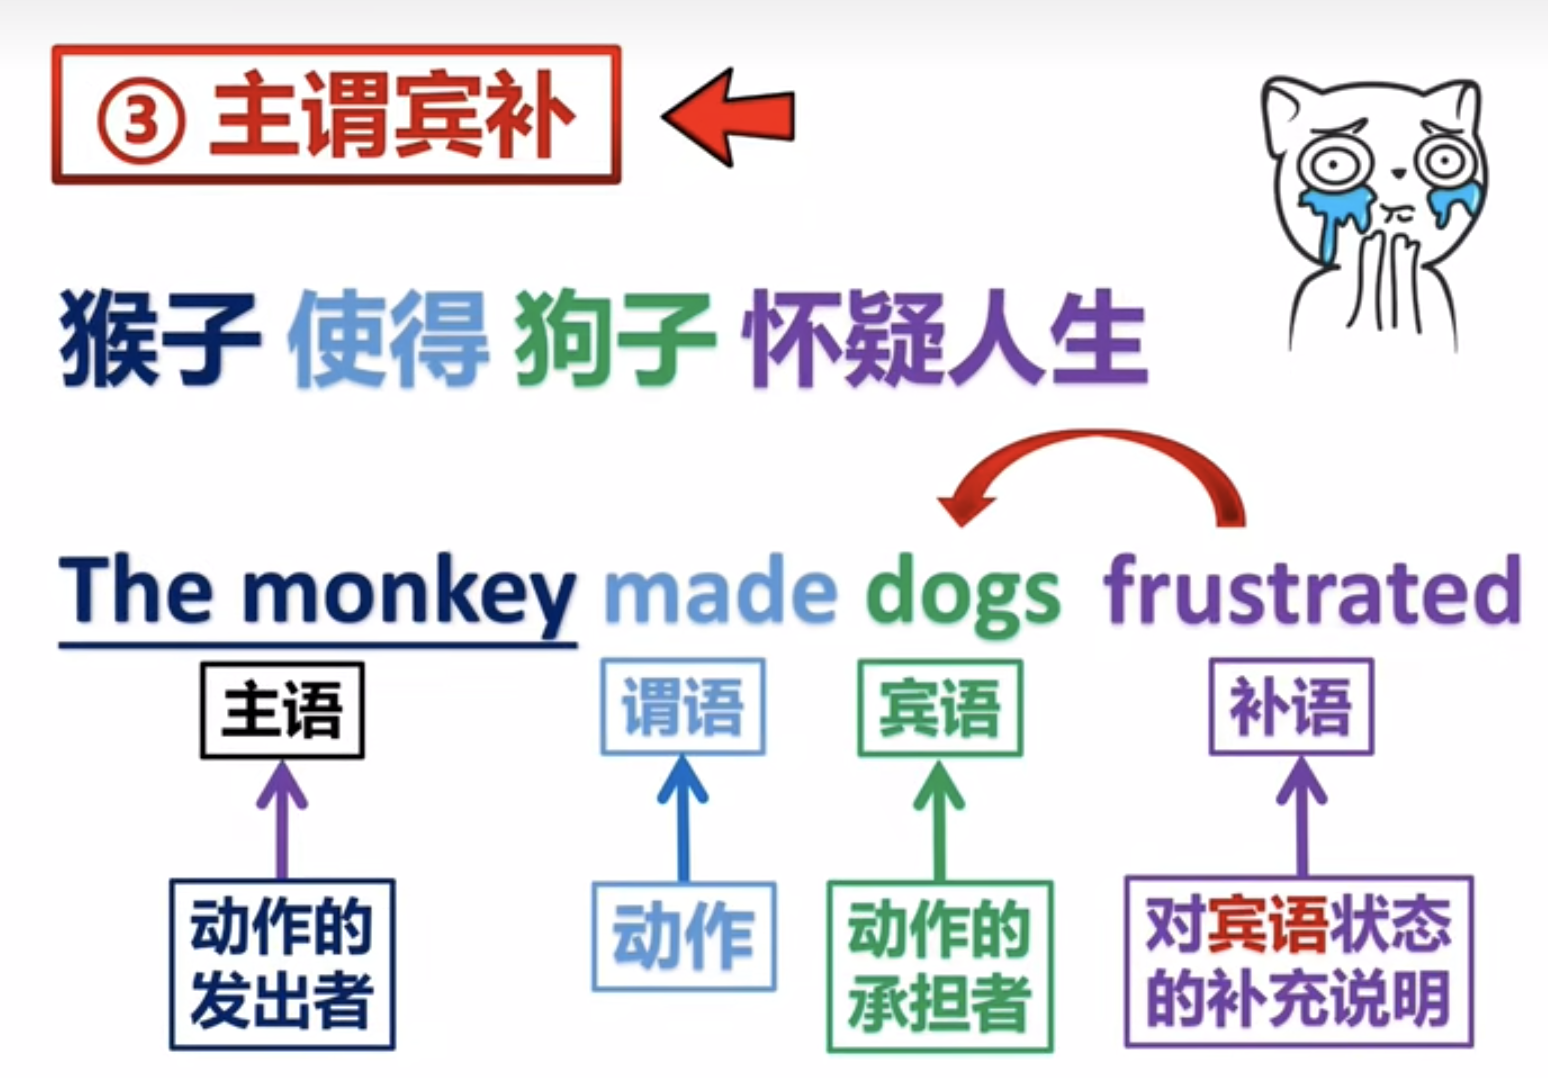 ③ 主谓宾补
猴子 使得 狗子 怀疑人生
The monkey made dogs frustrated
主语 谓语 宾语 补语
动作的
发出者
动作
动作的
承担者
对宾语状态
的补充说明